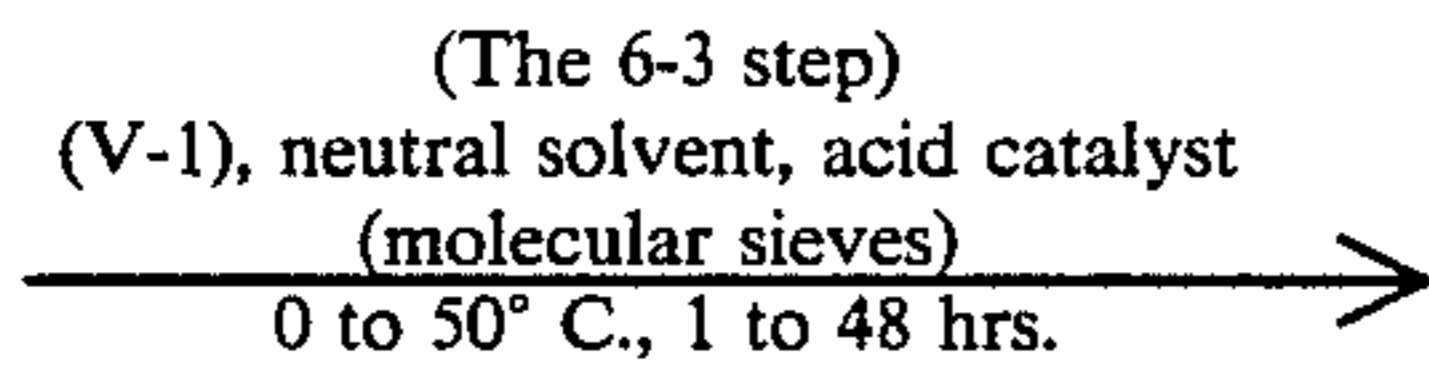 (The 6-3 step)
(V-1), neutral solvent, acid catalyst
(molecular sieves)
0 to 50° C., 1 to 48 hrs.